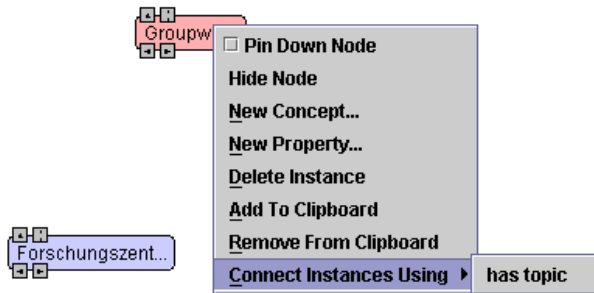 Groupw
Pin Down Node
Hide Node
New Concept...
New Property...
Delete Instance
Add To Clipboard
Remove From Clipboard
Forschungszent...
Connect Instances Using
has topic